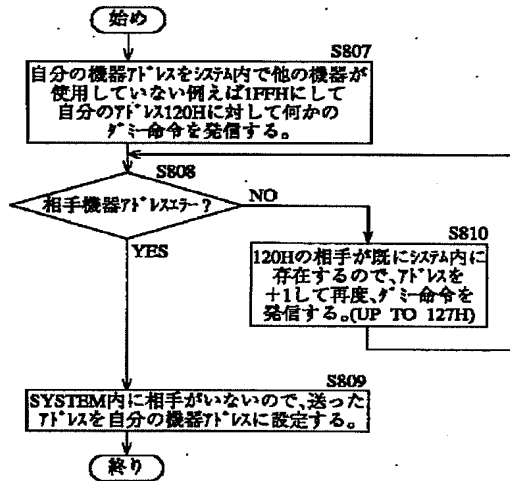 始め
S807
自分の機器ｱﾄﾞﾚｽをｼｽﾃﾑ内で他の機器が
使用していない例えば1FFHにして
自分のｱﾄﾞﾚｽ120Hに対して何かの
ﾀﾞﾐｰ命令を発信する。
S808
相手機器ｱﾄﾞﾚｽｴﾗｰ?
NO
YES
S810
120Hの相手が既にｼｽﾃﾑ内に
存在するので、ｱﾄﾞﾚｽを
+1して再度、ﾀﾞﾐｰ命令を
発信する。(UP TO 127H)
S809
SYSTEM内に相手がいないので、送った
ｱﾄﾞﾚｽを自分の機器ｱﾄﾞﾚｽに設定する。
終り